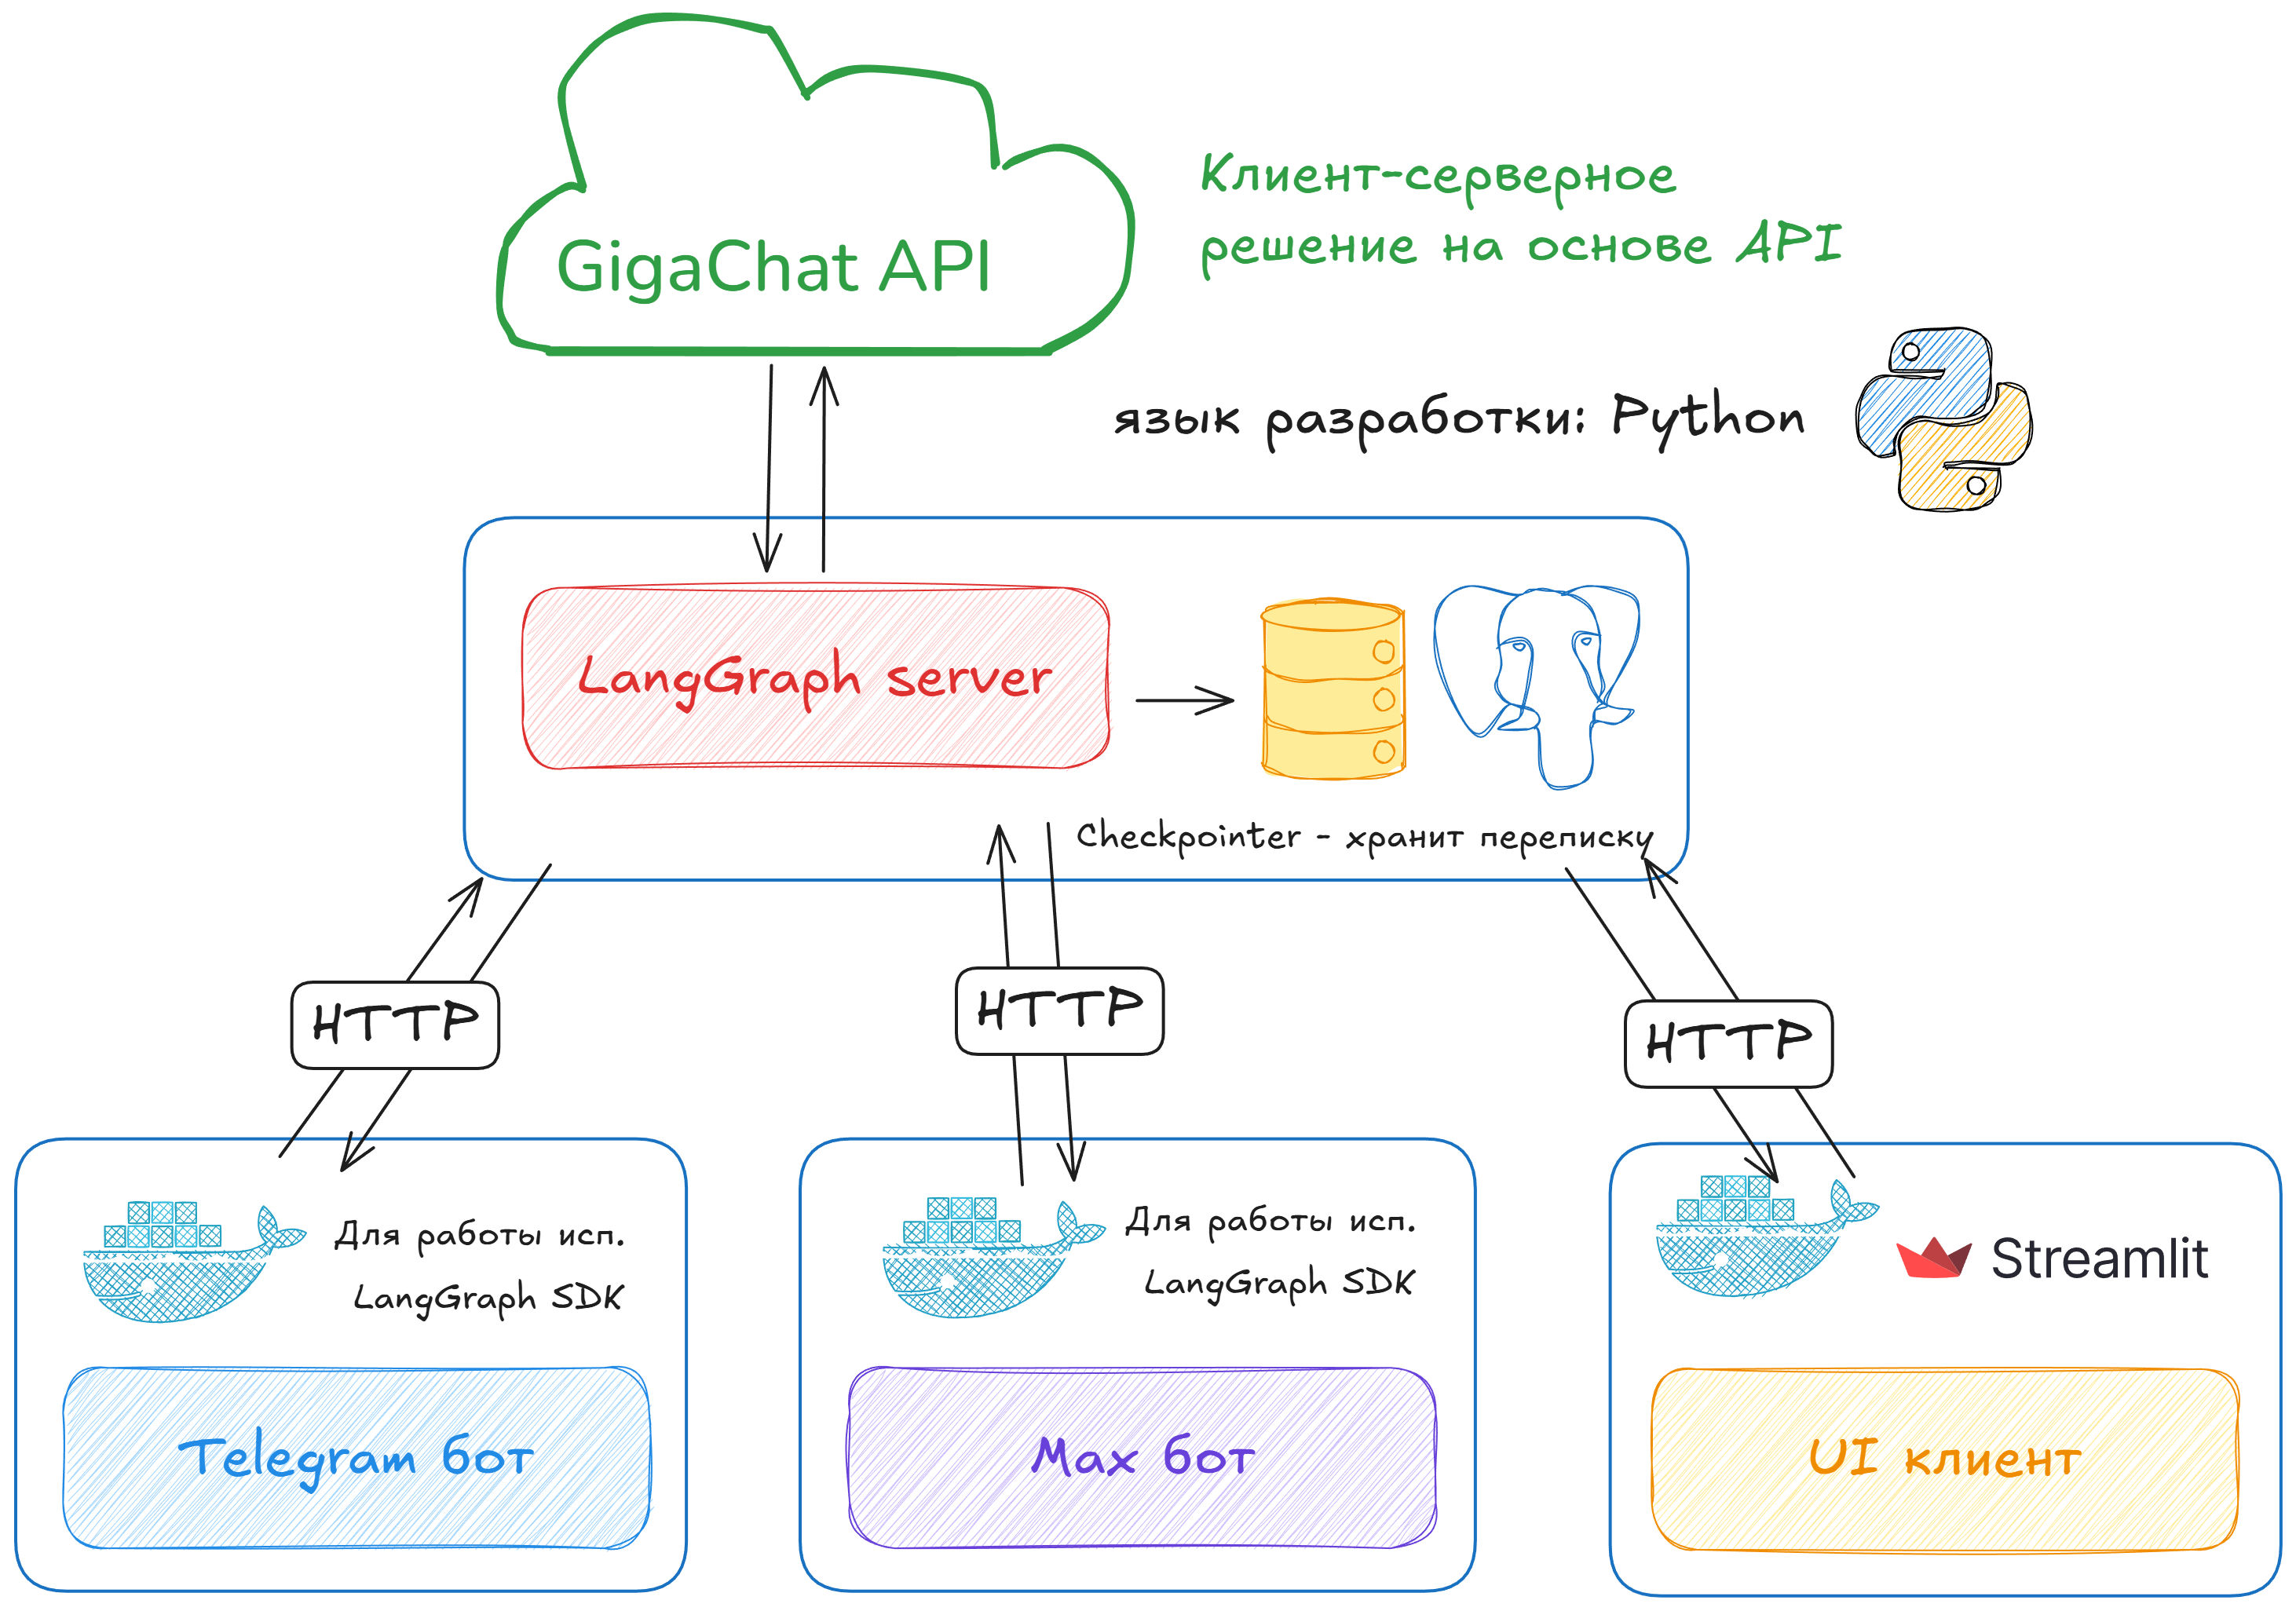 Клиент-серверное
решение на основе API
GigaChat API
язык разработки: Python
LangGraph server
Checkpointer - хранит переписку
HTTP
HTTP
HTTP
Для работы исп.
LangGraph SDK
Для работы исп.
LangGraph SDK
Streamlit
Telegram бот
Max бот
UI клиент